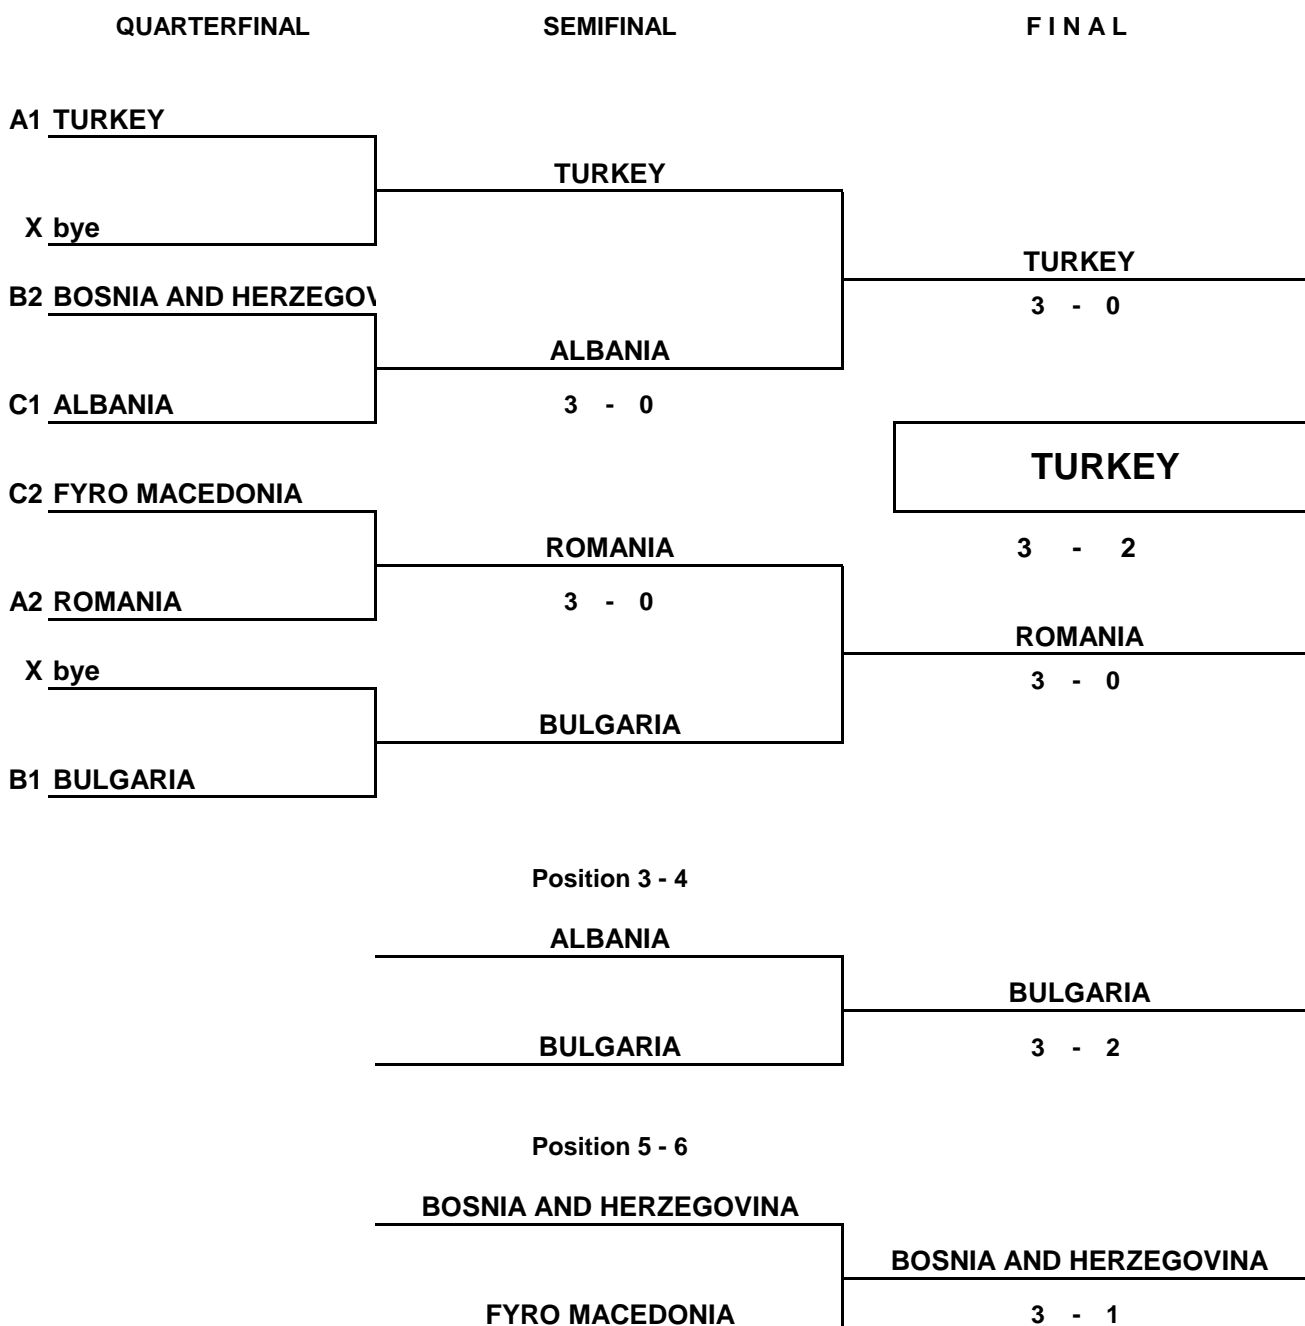 QUARTERFINAL SEMIFINAL F I N A L
A1 TURKEY
TURKEY
X bye
TURKEY
B2 BOSNIA AND HERZEGOV
3 - 0
ALBANIA
C1 ALBANIA 3 - 0
TURKEY
C2 FYRO MACEDONIA
ROMANIA 3 - 2
A2 ROMANIA 3 - 0
ROMANIA
X bye
3 - 0
BULGARIA
B1 BULGARIA
Position 3 - 4
ALBANIA
BULGARIA
BULGARIA 3 - 2
Position 5 - 6
BOSNIA AND HERZEGOVINA
BOSNIA AND HERZEGOVINA
FYRO MACEDONIA 3 - 1